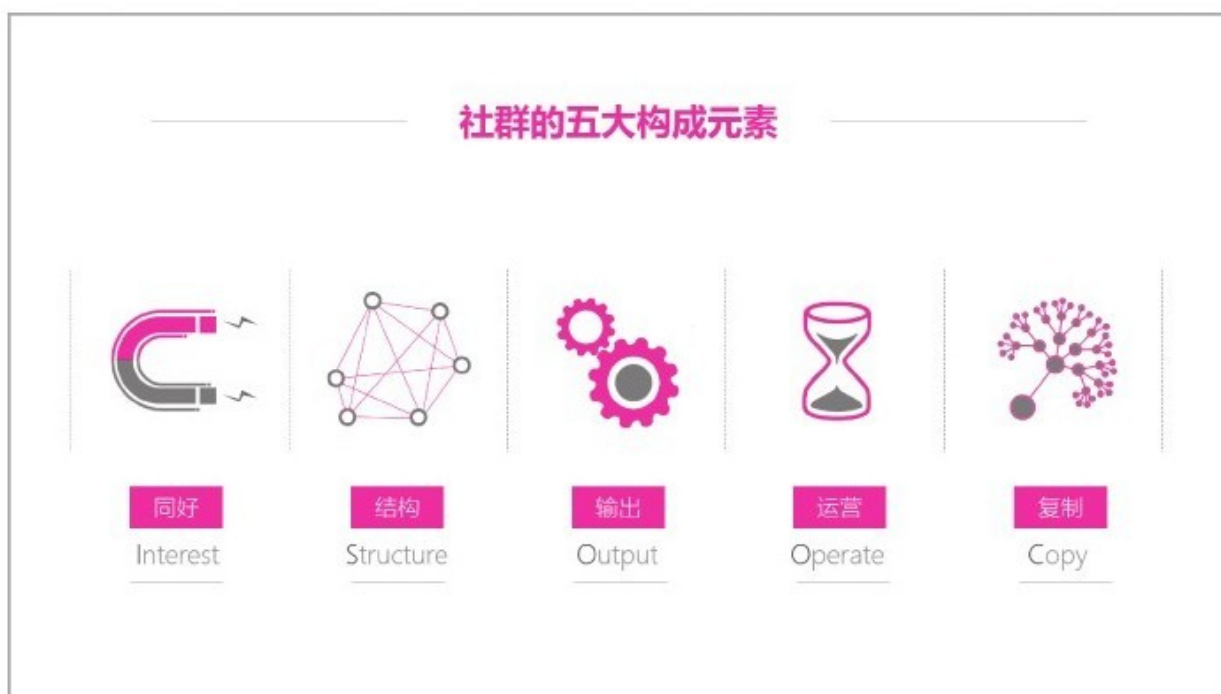 社群的五大构成元素
同好 结构 输出 运营 复制
Interest Structure Output Operate Copy